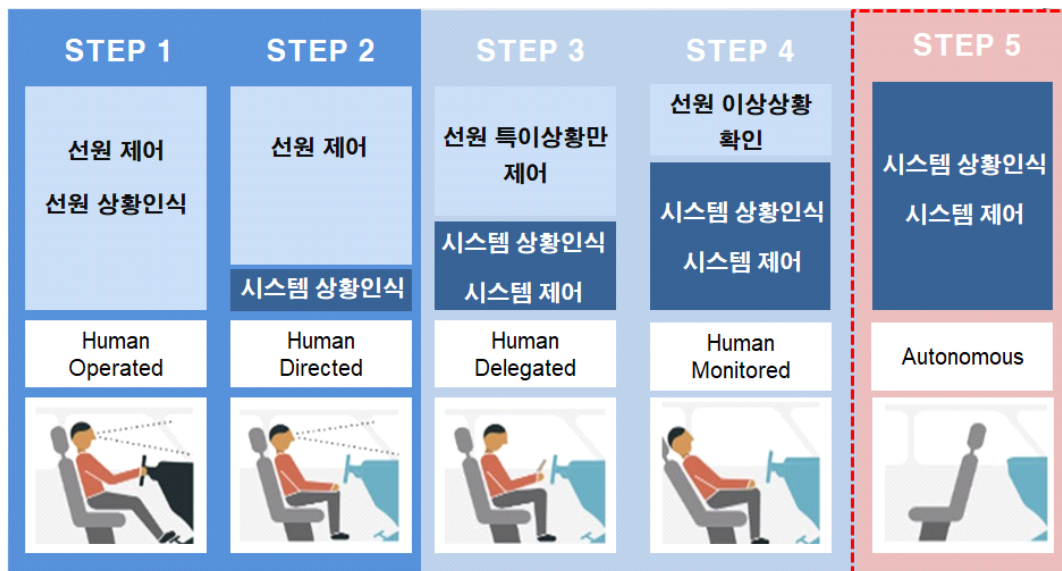 STEP 1
선원 제어
선원 상황인식
Human
Operated
STEP 2
선원 제어
시스템 상황인식
Human
Directed
STEP 3
선원 특이상황만
제어
시스템 상황인식
시스템 제어
Human
Delegated
STEP 4
선원 이상상황
확인
시스템 상황인식
시스템 제어
Human
Monitored
STEP 5
시스템 상황인식
시스템 제어
Autonomous